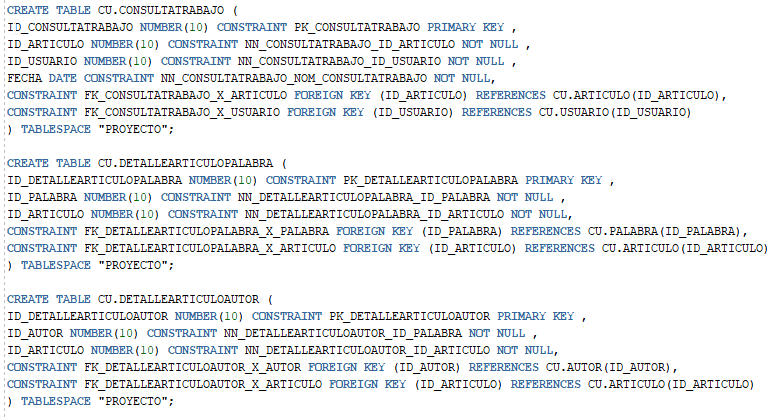 CREATE TABLE CU.CONSULTATRABAJO (
ID_CONSULTATRABAJO NUMBER(10) CONSTRAINT PK_CONSULTATRABAJO PRIMARY KEY ,
ID_ARTICULO NUMBER(10) CONSTRAINT NN_CONSULTATRABAJO_ID_ARTICULO NOT NULL ,
ID_USUARIO NUMBER(10) CONSTRAINT NN_CONSULTATRABAJO_ID_USUARIO NOT NULL ,
FECHA DATE CONSTRAINT NN_CONSULTATRABAJO_NOM_CONSULTATRABAJO NOT NULL,
CONSTRAINT FK_CONSULTATRABAJO_X_ARTICULO FOREIGN KEY (ID_ARTICULO) REFERENCES CU.ARTICULO(ID_ARTICULO),
CONSTRAINT FK_CONSULTATRABAJO_X_USUARIO FOREIGN KEY (ID_USUARIO) REFERENCES CU.USUARIO(ID_USUARIO)
) TABLESPACE "PROYECTO";
CREATE TABLE CU.DETALLEARTICULOPALABRA (
ID_DETALLEARTICULOPALABRA NUMBER(10) CONSTRAINT PK_DETALLEARTICULOPALABRA PRIMARY KEY ,
ID_PALABRA NUMBER(10) CONSTRAINT NN_DETALLEARTICULOPALABRA_ID_PALABRA NOT NULL ,
ID_ARTICULO NUMBER(10) CONSTRAINT NN_DETALLEARTICULOPALABRA_ID_ARTICULO NOT NULL,
CONSTRAINT FK_DETALLEARTICULOPALABRA_X_PALABRA FOREIGN KEY (ID_PALABRA) REFERENCES CU.PALABRA(ID_PALABRA),
CONSTRAINT FK_DETALLEARTICULOPALABRA_X_ARTICULO FOREIGN KEY (ID_ARTICULO) REFERENCES CU.ARTICULO(ID_ARTICULO)
) TABLESPACE "PROYECTO";
CREATE TABLE CU.DETALLEARTICULOAUTOR (
ID_DETALLEARTICULOAUTOR NUMBER(10) CONSTRAINT PK_DETALLEARTICULOAUTOR PRIMARY KEY ,
ID_AUTOR NUMBER(10) CONSTRAINT NN_DETALLEARTICULOAUTOR_ID_PALABRA NOT NULL ,
ID_ARTICULO NUMBER(10) CONSTRAINT NN_DETALLEARTICULOAUTOR_ID_ARTICULO NOT NULL,
CONSTRAINT FK_DETALLEARTICULOAUTOR_X_AUTOR FOREIGN KEY (ID_AUTOR) REFERENCES CU.AUTOR(ID_AUTOR),
CONSTRAINT FK_DETALLEARTICULOAUTOR_X_ARTICULO FOREIGN KEY (ID_ARTICULO) REFERENCES CU.ARTICULO(ID_ARTICULO)
) TABLESPACE "PROYECTO";